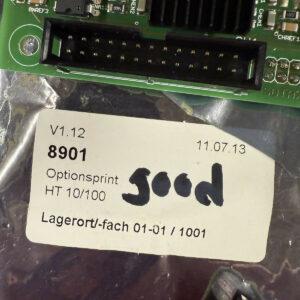 V1.12 11.07.13
8901
Optionsprint good
HT 10/100
Lagerort/-fach 01-01 / 1001